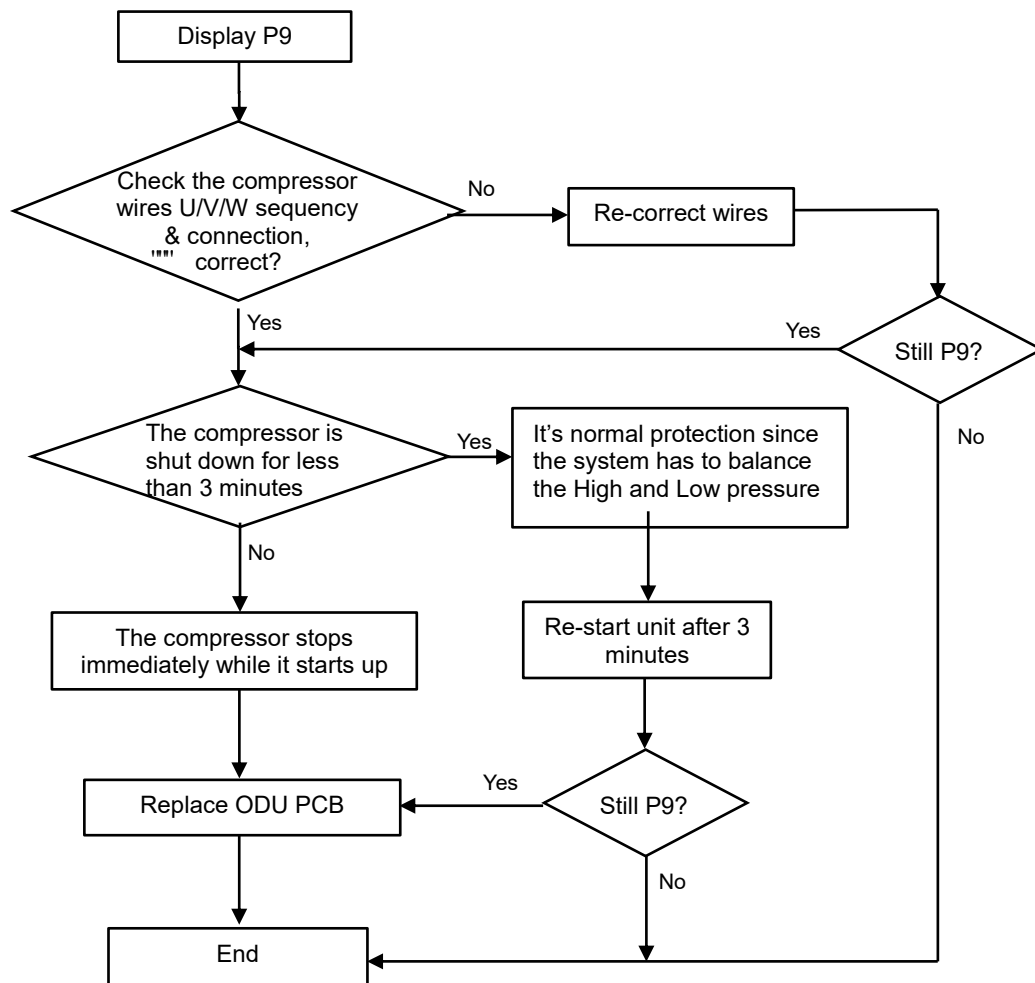 Display P9
Check the compressor
wires U/V/W sequency
& connection,
""" correct?
No
Re-correct wires
Yes
Yes
Still P9?
The compressor is
shut down for less
than 3 minutes
Yes
It’s normal protection since
the system has to balance
the High and Low pressure
No
No
The compressor stops
immediately while it starts up
Re-start unit after 3
minutes
Replace ODU PCB
Yes
Still P9?
No
End